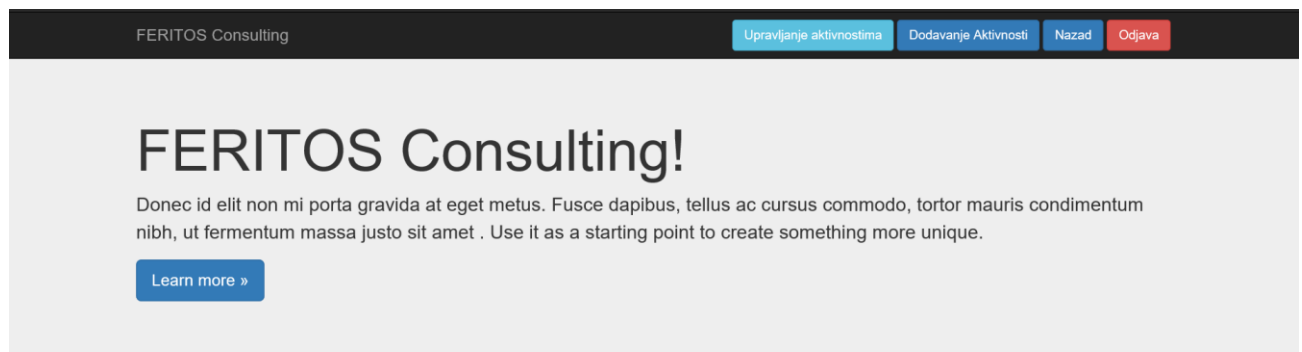 FERITOS Consulting
Upravljanje aktivnostima
Dodavanje Aktivnosti
Nazad
Odjava
FERITOS Consulting!
Donec id elit non mi porta gravida at eget metus. Fusce dapibus, tellus ac cursus commodo, tortor mauris condimentum
nibh, ut fermentum massa justo sit amet . Use it as a starting point to create something more unique.
Learn more »